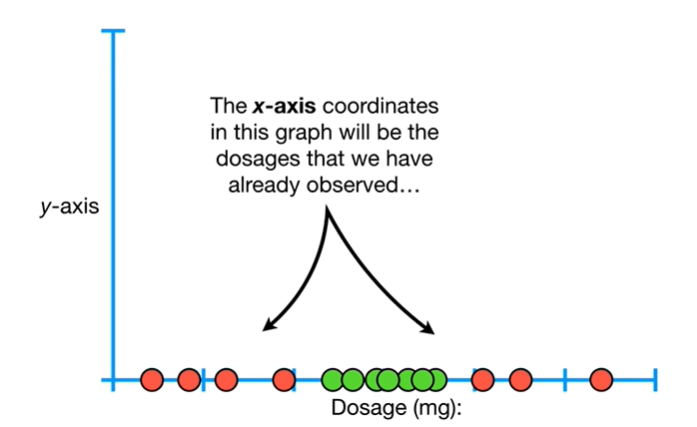 The x-axis coordinates
in this graph will be the
dosages that we have
already observed...
y-axis
Dosage (mg):